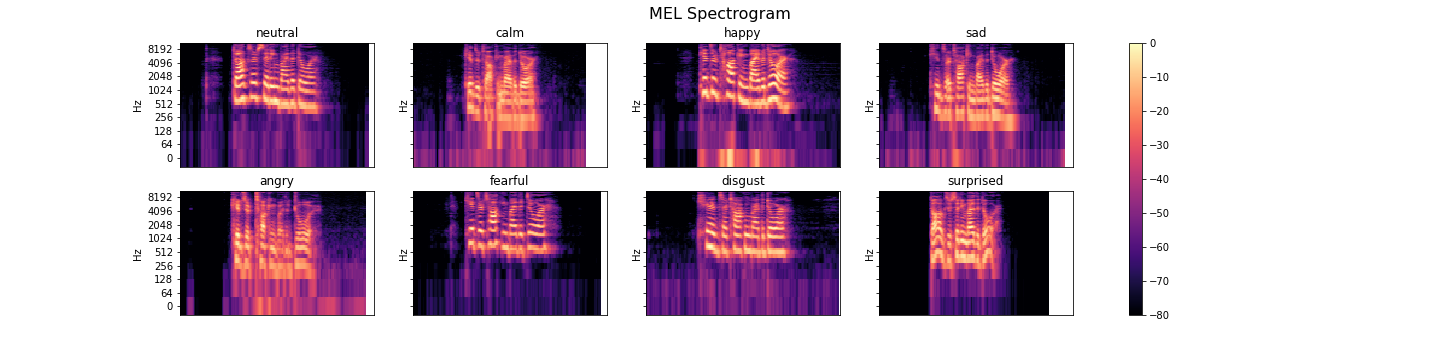 MEL Spectrogram
neutral
calm
happy
sad
8192
4096
2048
1024
512
256
128
64
0
Hz
Hz
Hz
Hz
angry
fearful
disgust
surprised
8192
4096
2048
1024
512
256
128
64
0
Hz
Hz
Hz
Hz
0
−10
−20
−30
−40
−50
−60
−70
−80